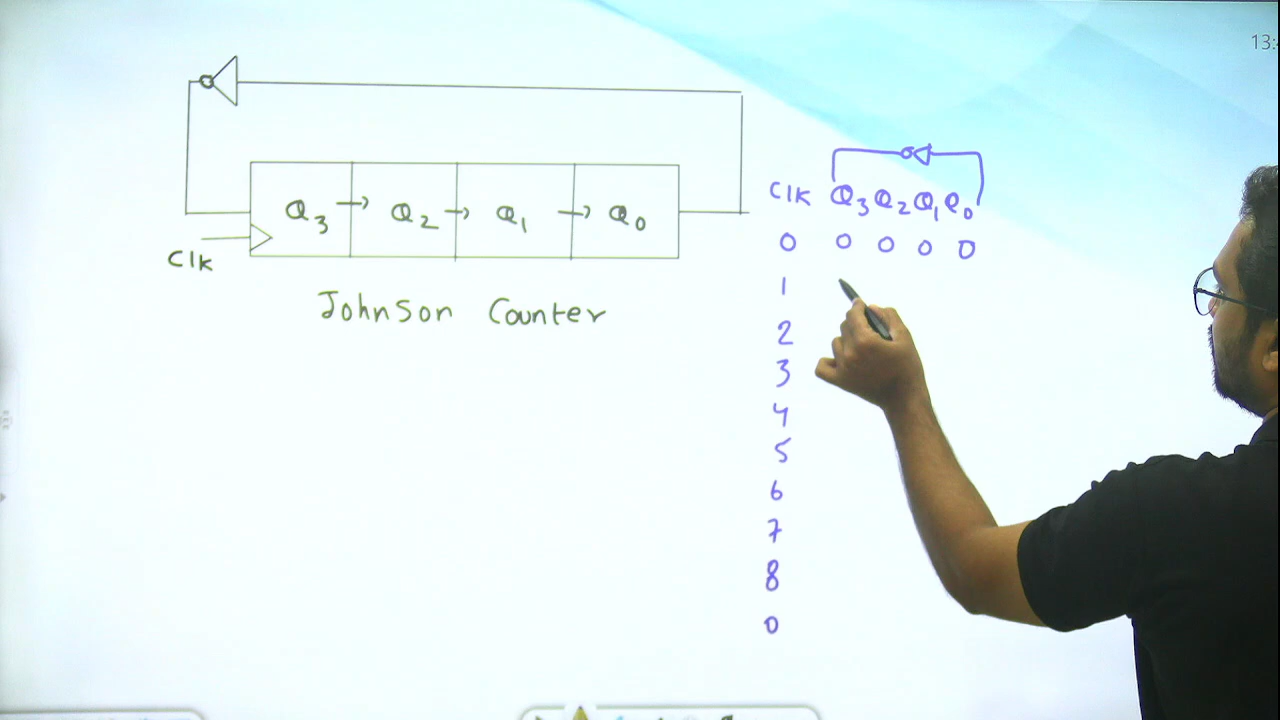 Q3 → Q2 → Q1 → Q0
Clk
Johnson Counter
Clk Q3 Q2 Q1 Q0
0 0 0 0 0
1
2
3
4
5
6
7
8
0